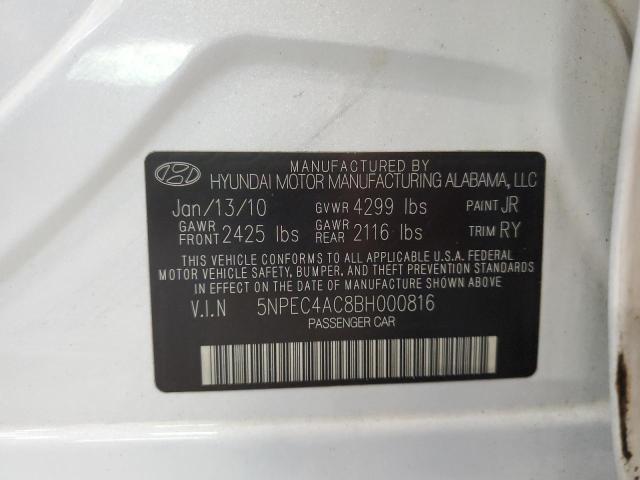 MANUFACTURED BY
HYUNDAI MOTOR MANUFACTURING ALABAMA, LLC
Jan/13/10 GVWR 4299 lbs PAINT JR
GAWR FRONT 2425 lbs GAWR REAR 2116 lbs TRIM RY
THIS VEHICLE CONFORMS TO ALL APPLICABLE U.S.A. FEDERAL
MOTOR VEHICLE SAFETY, BUMPER, AND THEFT PREVENTION STANDARDS
IN EFFECT ON THE DATE OF MANUFACTURE SHOWN ABOVE.
V.I.N 5NPEC4AC8BH000816
PASSENGER CAR